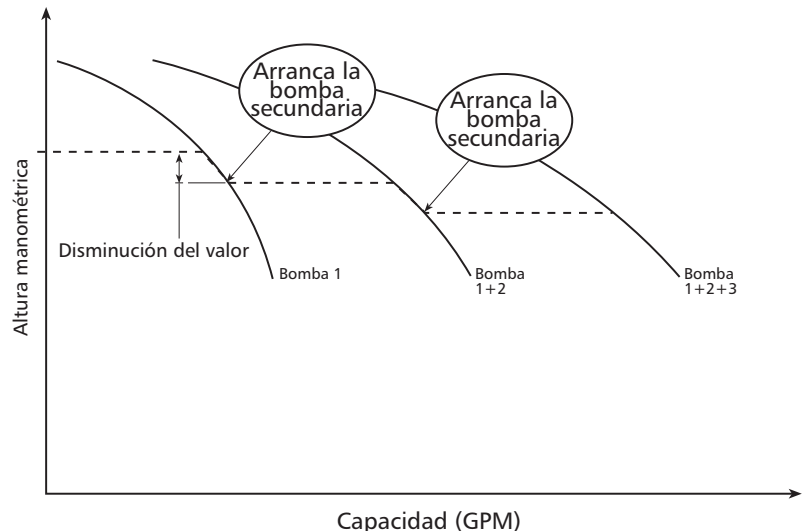 Arranca la
bomba
secundaria
Arranca la
bomba
secundaria
Altura manométrica
Disminución del valor
Bomba 1
Bomba
1+2
Bomba
1+2+3
Capacidad (GPM)